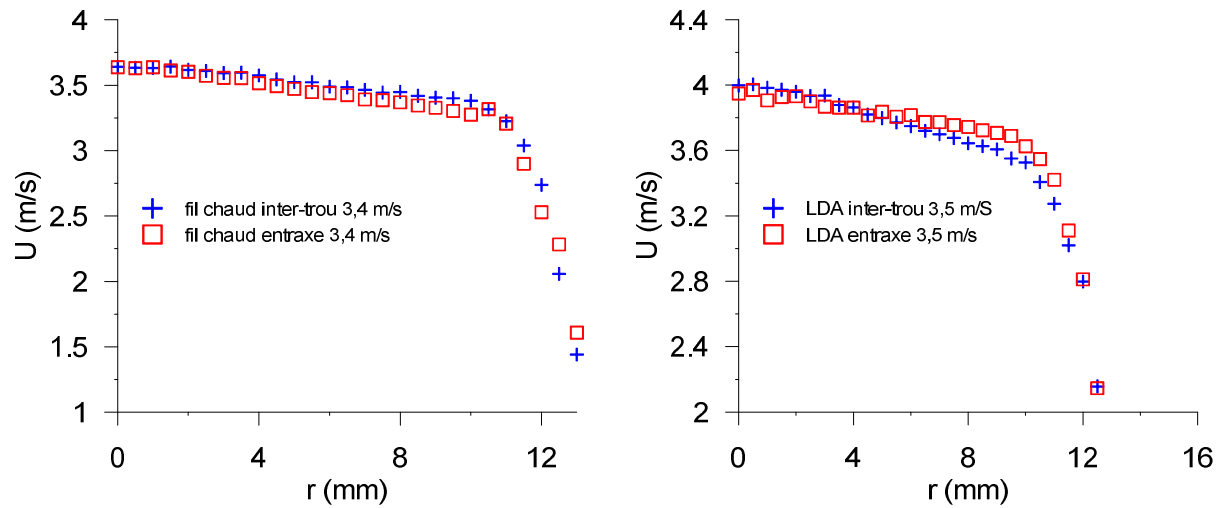 4
3.5
3
2.5
2
1.5
1
U (m/s)
fil chaud inter-trou 3,4 m/s
fil chaud entraxe 3,4 m/s
0
4
8
12
r (mm)
4.4
4
3.6
3.2
2.8
2.4
2
U (m/s)
LDA inter-trou 3,5 m/S
LDA entraxe 3,5 m/s
0
4
8
12
16
r (mm)